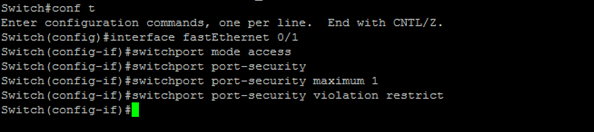 Switch#conf t
Enter configuration commands, one per line.  End with CNTL/Z.
Switch(config)#interface fastEthernet 0/1
Switch(config-if)#switchport mode access
Switch(config-if)#switchport port-security
Switch(config-if)#switchport port-security maximum 1
Switch(config-if)#switchport port-security violation restrict
Switch(config-if)#